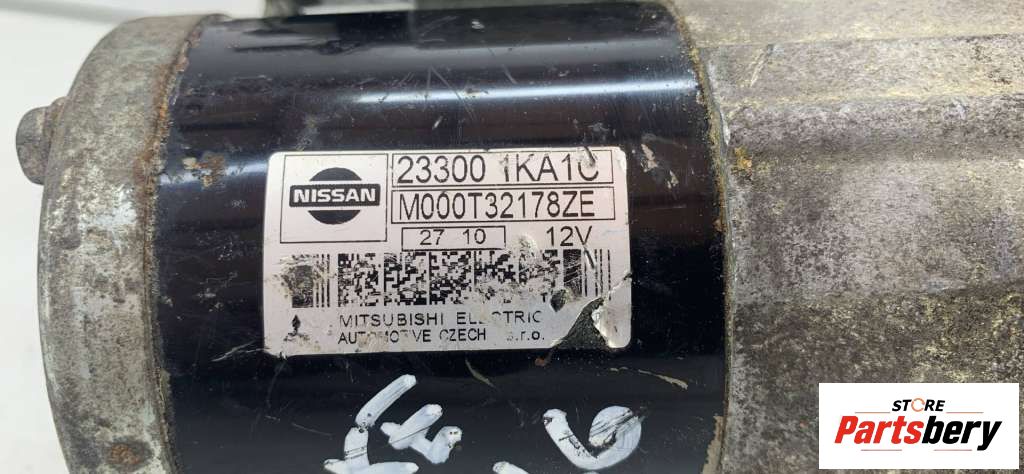 NISSAN
23300 1KA1C
M000T32178ZE
27 10 12V
MITSUBISHI ELECTRIC
AUTOMOTIVE CZECH s.r.o.
STORE
Partsbery